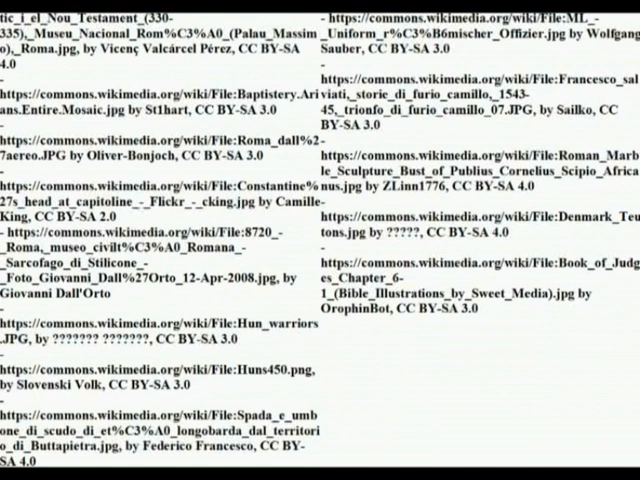 tic_i_el_Nou_Testament_(330-
335),_Museu_Nacional_Rom%C3%A0_(Palau_Massim
o),_Roma.jpg, by Vicenç Valcárcel Pérez, CC BY-SA
4.0
-
https://commons.wikimedia.org/wiki/File:Baptistery.Ari
ans.Entire.Mosaic.jpg by St1hart, CC BY-SA 3.0
-
https://commons.wikimedia.org/wiki/File:Roma_dall%2
7aereo.JPG by Oliver-Bonjoch, CC BY-SA 3.0
-
https://commons.wikimedia.org/wiki/File:Constantine%
27s_head_at_capitoline_-_Flickr_-_cking.jpg by Camille
King, CC BY-SA 2.0
- https://commons.wikimedia.org/wiki/File:8720_-
_Roma,_museo_civilt%C3%A0_Romana_-
_Sarcofago_di_Stilicone_-
_Foto_Giovanni_Dall%27Orto_12-Apr-2008.jpg, by
Giovanni Dall'Orto
-
https://commons.wikimedia.org/wiki/File:Hun_warriors
.JPG, by ??????? ???????, CC BY-SA 3.0
-
https://commons.wikimedia.org/wiki/File:Huns450.png,
by Slovenski Volk, CC BY-SA 3.0
-
https://commons.wikimedia.org/wiki/File:Spada_e_umb
one_di_scudo_di_et%C3%A0_longobarda_dal_territori
o_di_Buttapietra.jpg, by Federico Francesco, CC BY-
SA 4.0
- https://commons.wikimedia.org/wiki/File:ML_-
_Uniform_r%C3%B6mischer_Offizier.jpg by Wolfgang
Sauber, CC BY-SA 3.0
-
https://commons.wikimedia.org/wiki/File:Francesco_sal
viati,_storie_di_furio_camillo,_1543-
45,_trionfo_di_furio_camillo_07.JPG, by Sailko, CC
BY-SA 3.0
-
https://commons.wikimedia.org/wiki/File:Roman_Marb
le_Sculpture_Bust_of_Publius_Cornelius_Scipio_Africa
nus.jpg by ZLinn1776, CC BY-SA 4.0
-
https://commons.wikimedia.org/wiki/File:Denmark_Teu
tons.jpg by ?????, CC BY-SA 4.0
-
https://commons.wikimedia.org/wiki/File:Book_of_Judg
es_Chapter_6-
1_(Bible_Illustrations_by_Sweet_Media).jpg by
OrophinBot, CC BY-SA 3.0